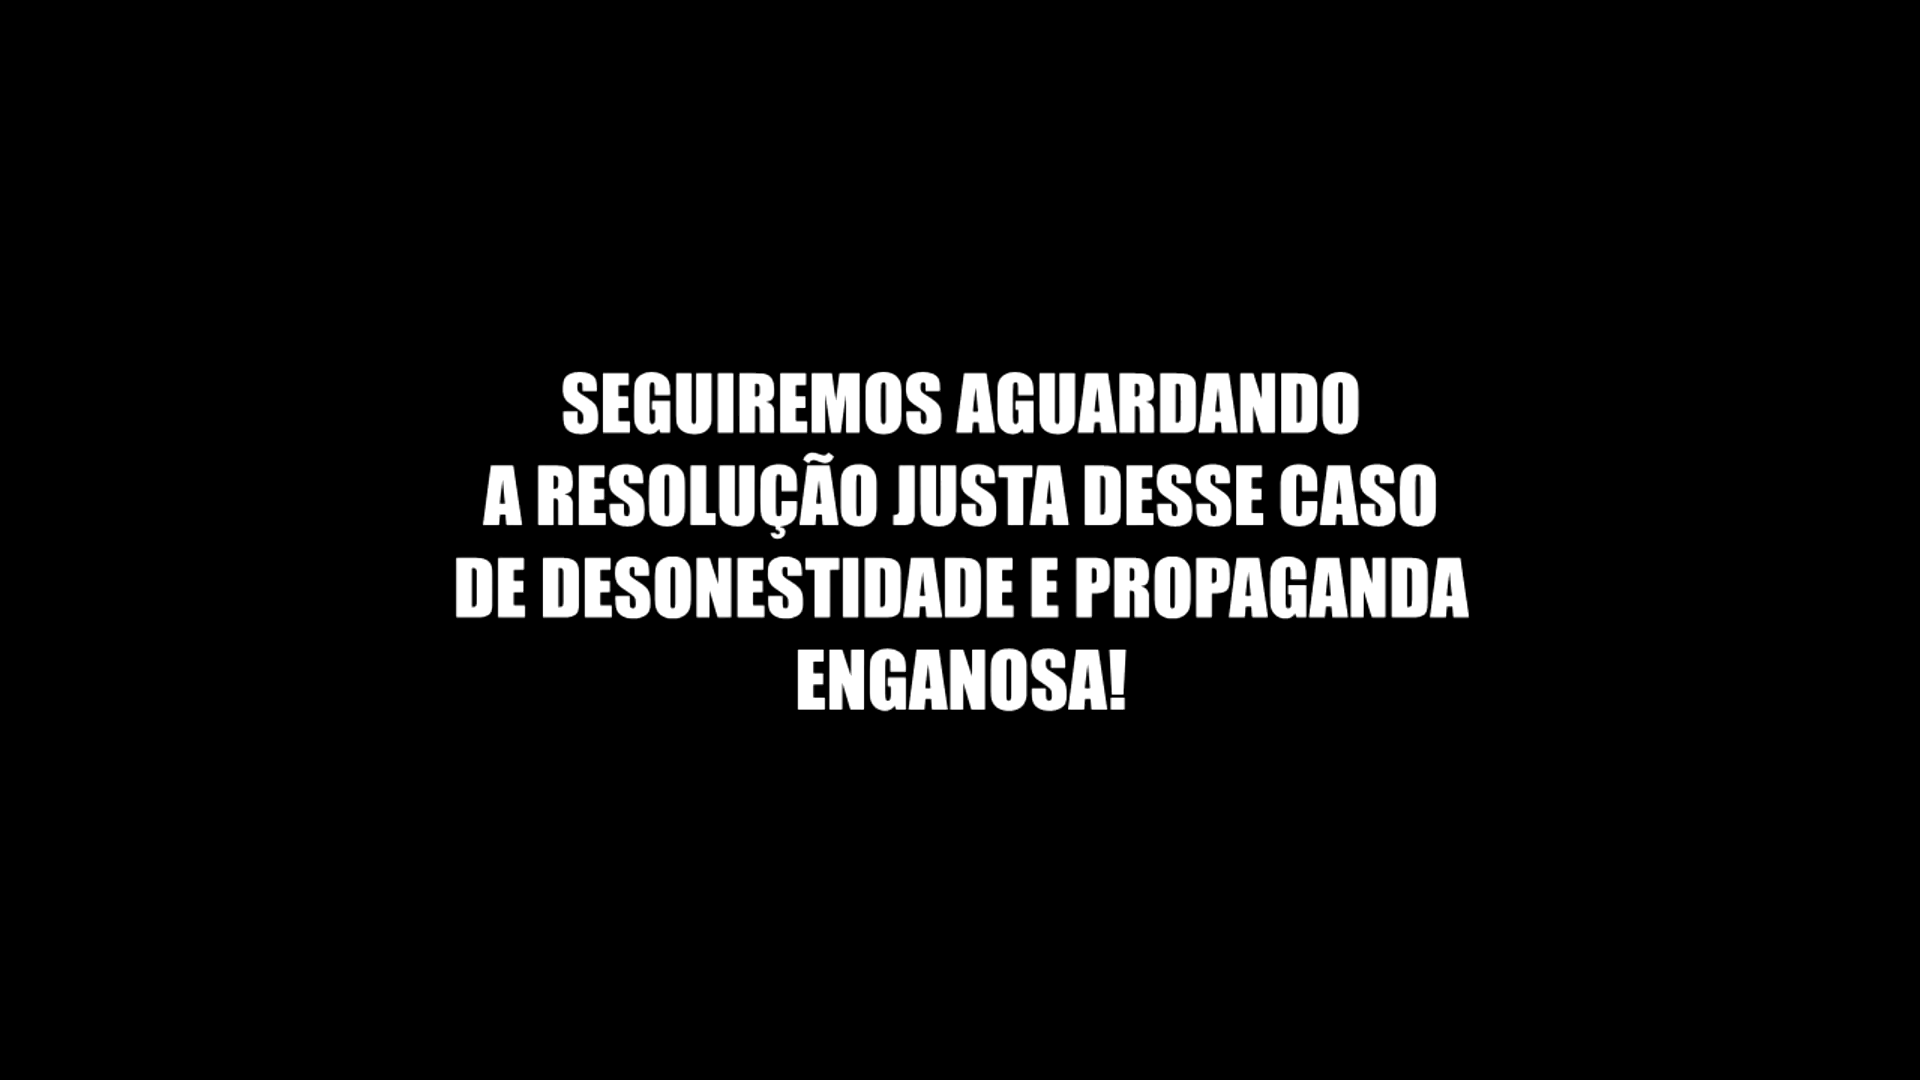 SEGUIREMOS AGUARDANDO
A RESOLUÇÃO JUSTA DESSE CASO
DE DESONESTIDADE E PROPAGANDA
ENGANOSA!